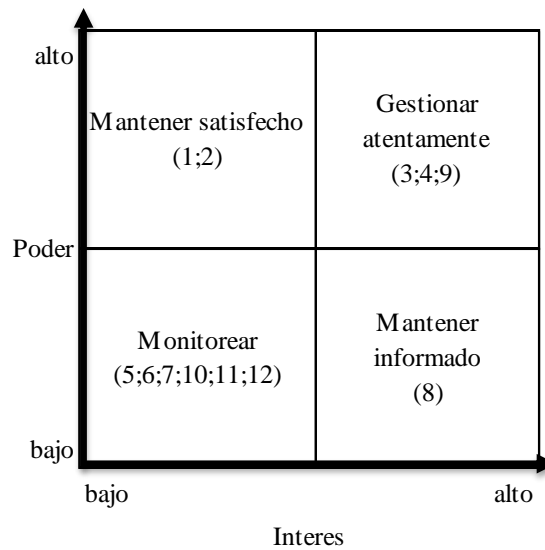 alto
Mantener satisfecho
(1;2)
Gestionar
atentamente
(3;4;9)
Poder
Monitorear
(5;6;7;10;11;12)
Mantener
informado
(8)
bajo
bajo
alto
Interes